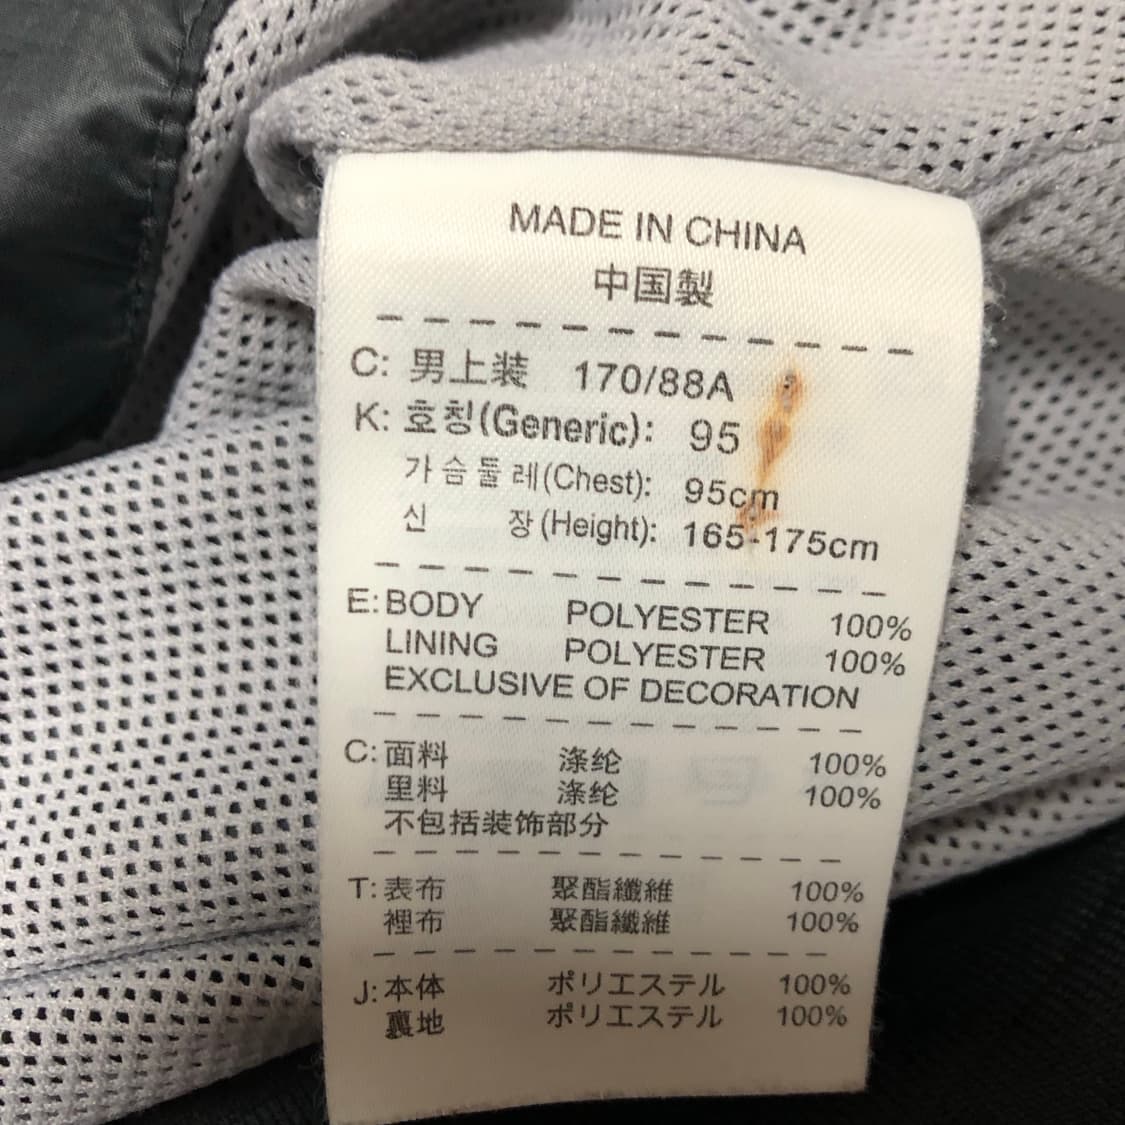 MADE IN CHINA
中国製
C: 男上装 170/88A
K: 호칭(Generic): 95
가슴둘레(Chest): 95cm
신 장(Height): 165-175cm
E: BODY POLYESTER 100%
LINING POLYESTER 100%
EXCLUSIVE OF DECORATION
C: 面料 涤纶 100%
里料 涤纶 100%
不包括装饰部分
T: 表布 聚酯纖維 100%
裡布 聚酯纖維 100%
J: 本体 ポリエステル 100%
裏地 ポリエステル 100%